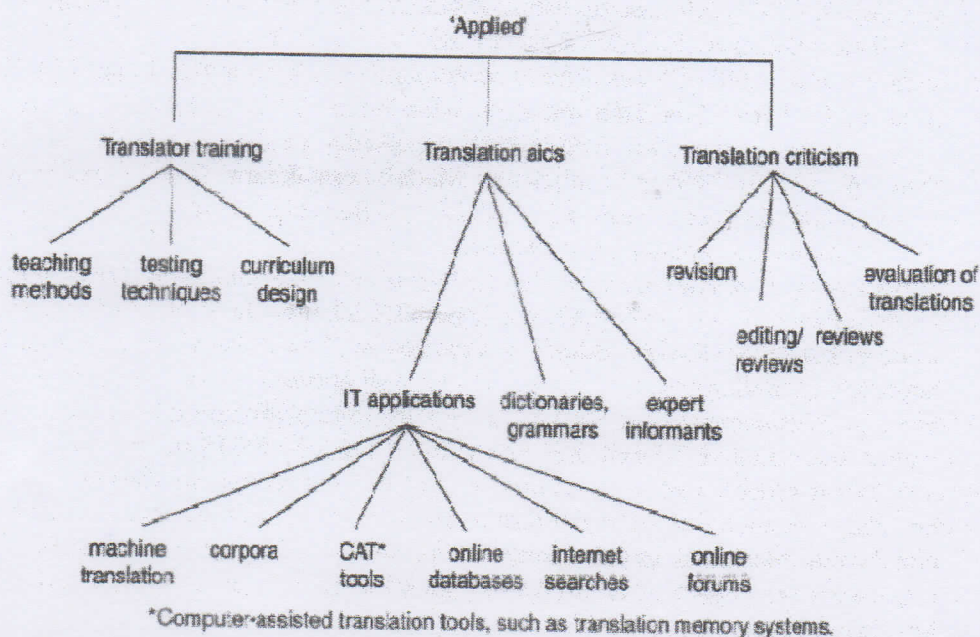 'Applied'
Translator training
Translation aids
Translation criticism
teaching
methods
testing
techniques
curriculum
design
revision
editing/
reviews
reviews
evaluation of
translations
IT applications
dictionaries,
grammars
expert
informants
machine
translation
corpora
CAT*
tools
online
databases
internet
searches
online
forums
*Computer-assisted translation tools, such as translation memory systems.